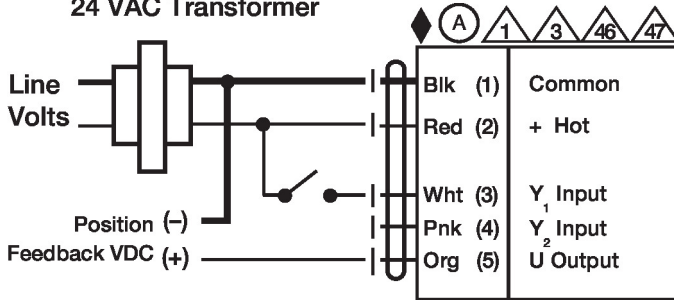 24 VAC Transformer
A 1 3 46 47
Line
Volts
Blk (1) Common
Red (2) + Hot
Wht (3) Y1 Input
Position (–)
Pnk (4) Y2 Input
Feedback VDC (+)
Org (5) U Output